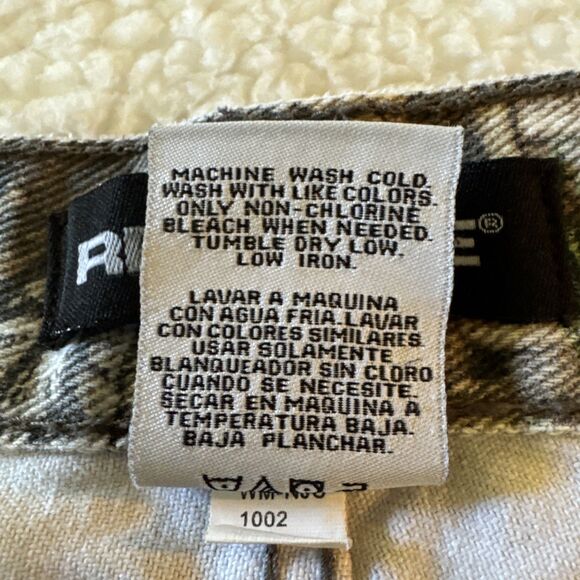 MACHINE WASH COLD.
WASH WITH LIKE COLORS.
ONLY NON-CHLORINE
BLEACH WHEN NEEDED.
TUMBLE DRY LOW.
LOW IRON.
LAVAR A MAQUINA
CON AGUA FRIA.LAVAR
CON COLORES SIMILARES.
USAR SOLAMENTE
BLANQUEADOR SIN CLORO
CUANDO SE NECESITE.
SECAR EN MAQUINA A
TEMPERATURA BAJA.
BAJA PLANCHAR.
1002